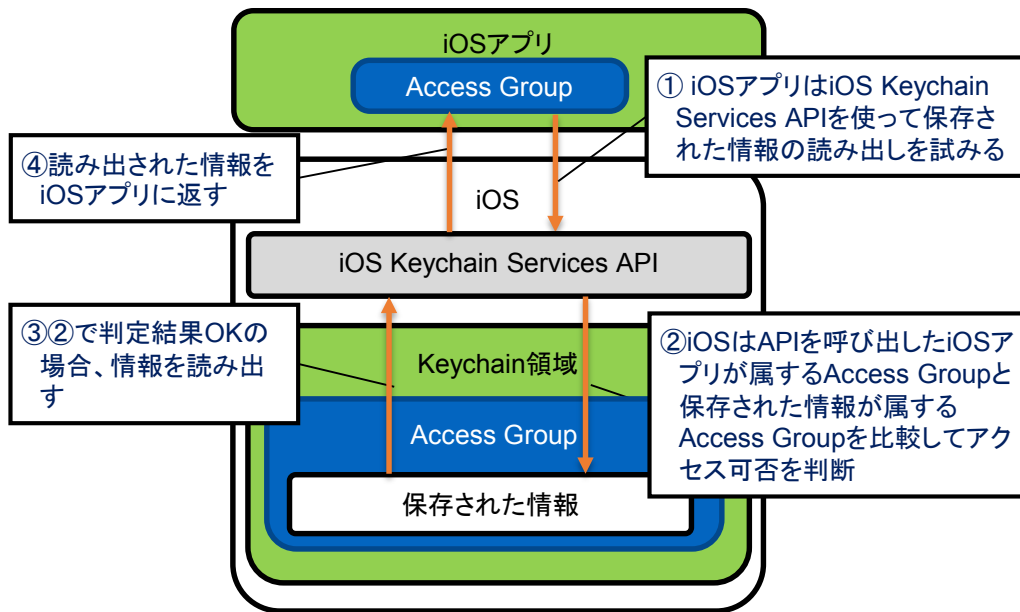 iOSアプリ
Access Group
① iOSアプリはiOS Keychain
Services APIを使って保存さ
れた情報の読み出しを試みる
④読み出された情報を
iOSアプリに返す
iOS
iOS Keychain Services API
③②で判定結果OKの
場合、情報を読み出
す
Keychain領域
②iOSはAPIを呼び出したiOSア
プリが属するAccess Groupと
保存された情報が属する
Access Groupを比較してアク
セス可否を判断
Access Group
保存された情報